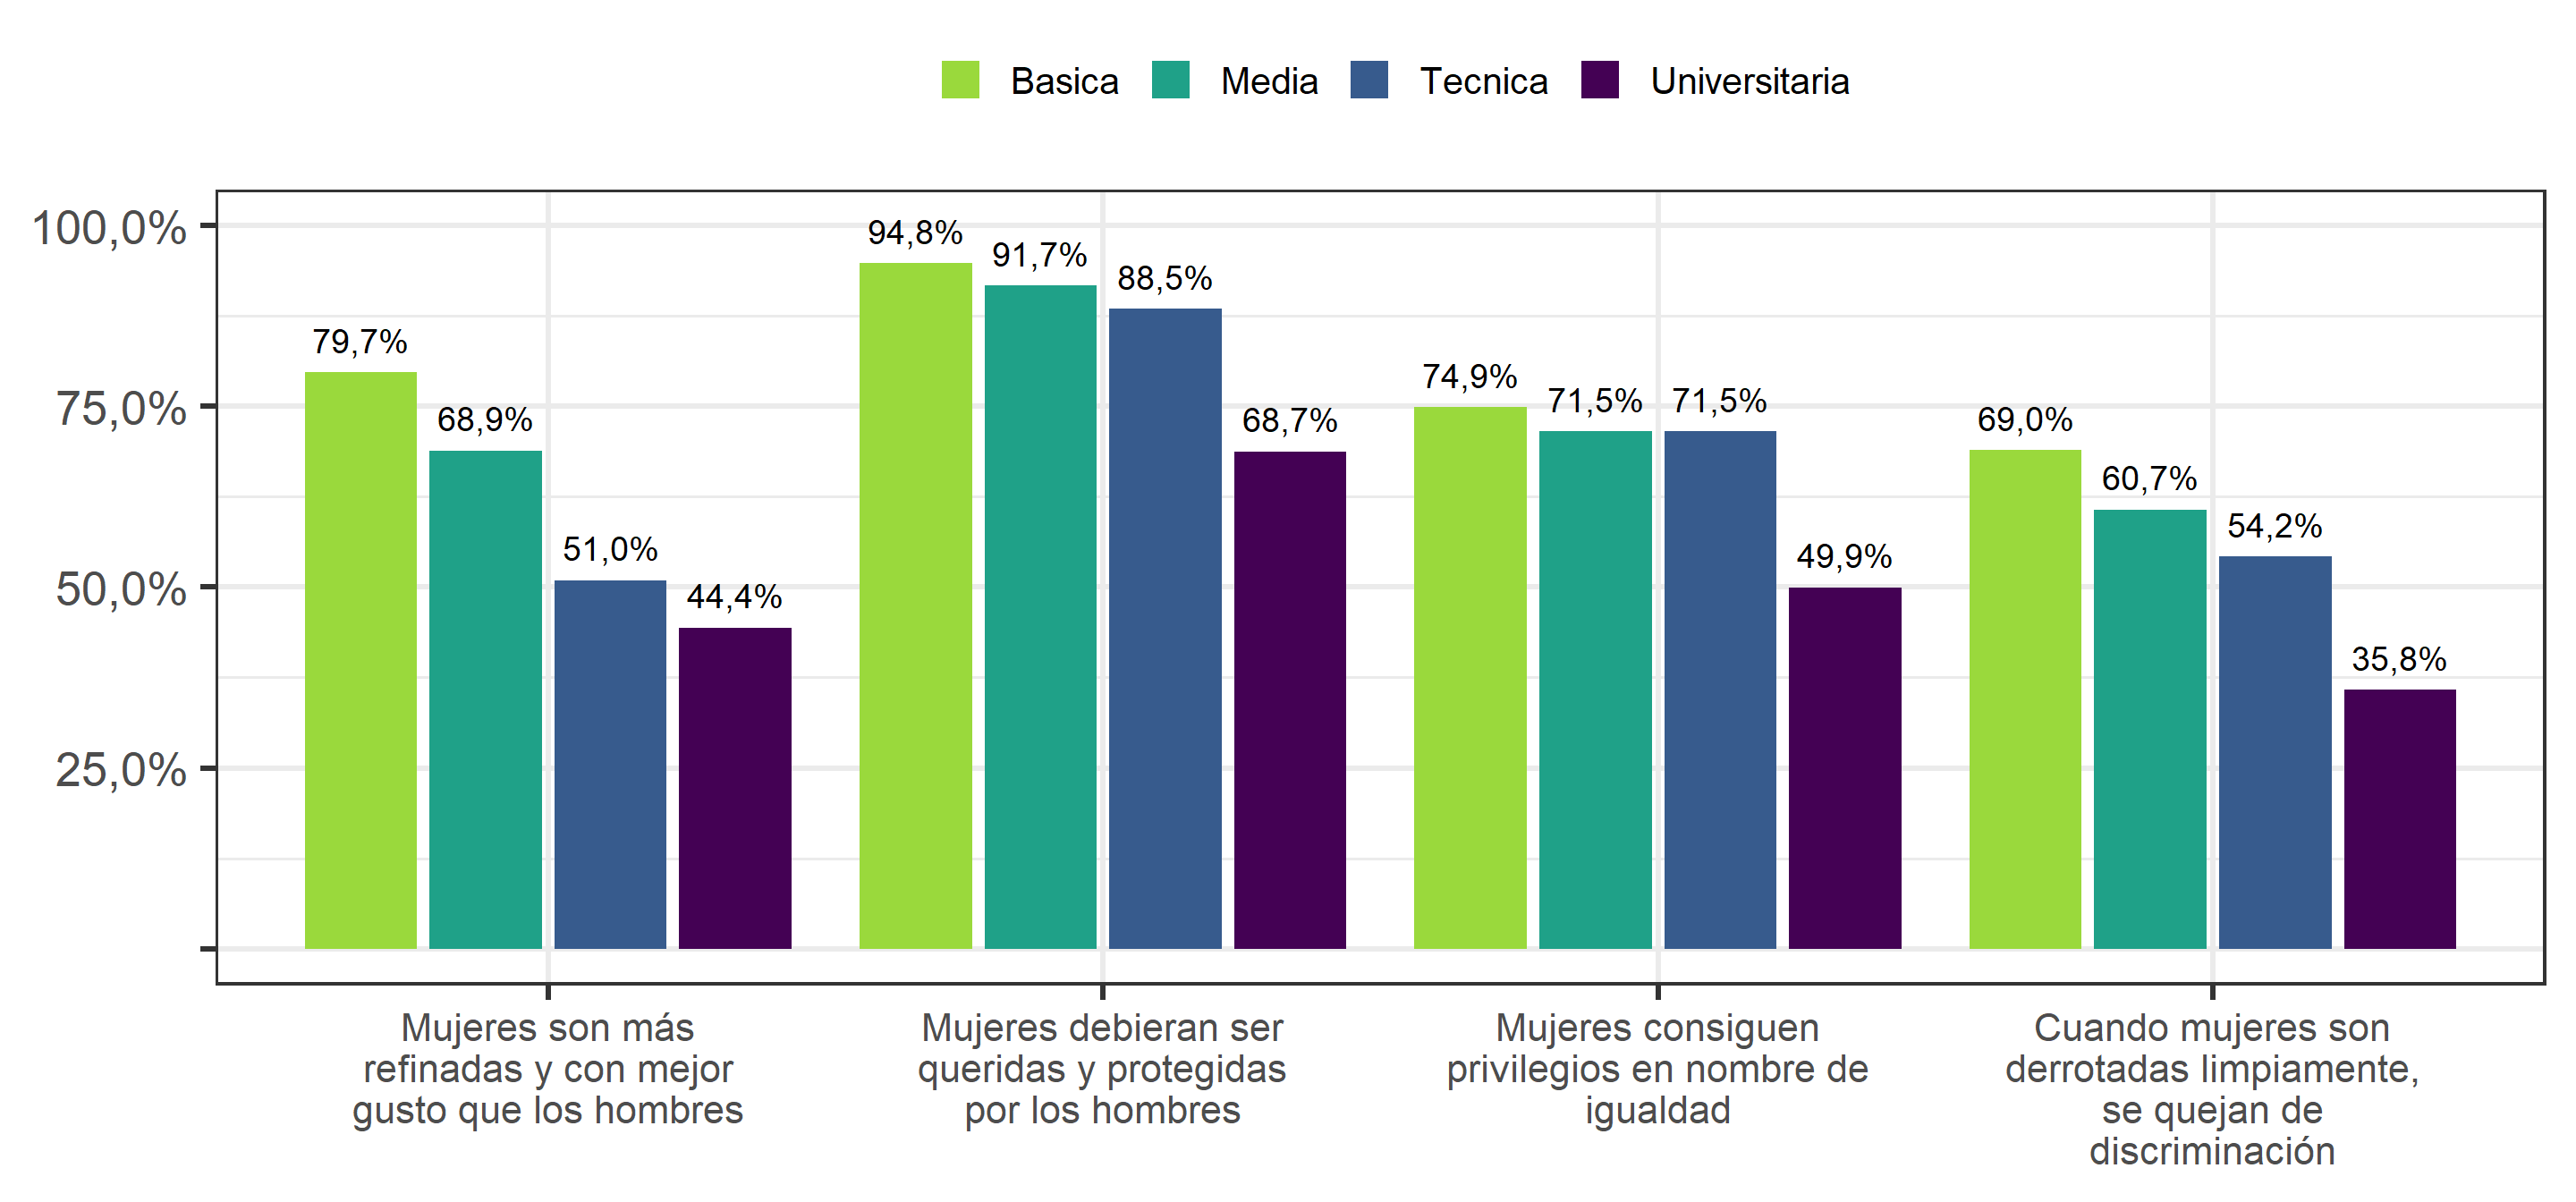 Basica Media Tecnica Universitaria
100,0%
75,0%
50,0%
25,0%
79,7%
68,9%
51,0%
44,4%
94,8%
91,7%
88,5%
68,7%
74,9%
71,5%
71,5%
49,9%
69,0%
60,7%
54,2%
35,8%
Mujeres son más
refinadas y con mejor
gusto que los hombres
Mujeres debieran ser
queridas y protegidas
por los hombres
Mujeres consiguen
privilegios en nombre de
igualdad
Cuando mujeres son
derrotadas limpiamente,
se quejan de
discriminación